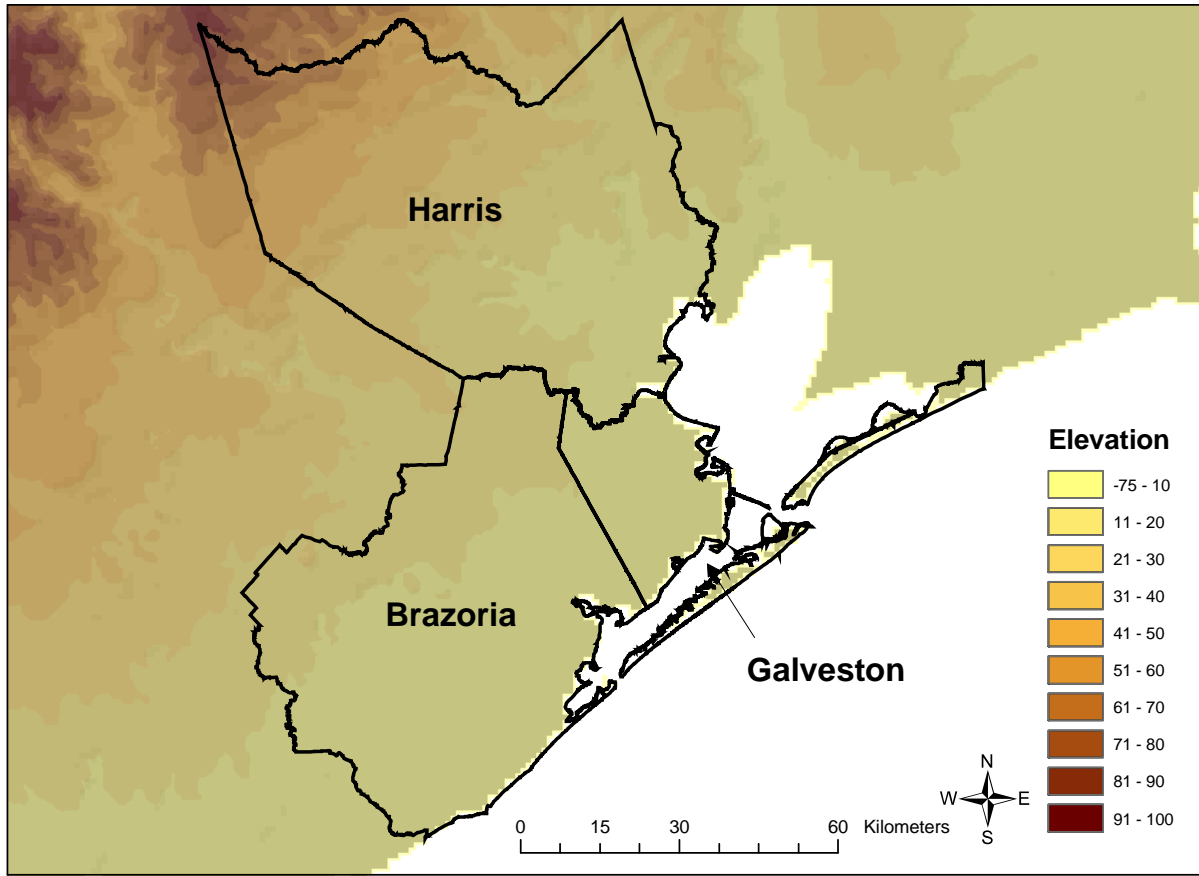 Harris
Brazoria
Galveston
Elevation
-75 - 10
11 - 20
21 - 30
31 - 40
41 - 50
51 - 60
61 - 70
71 - 80
81 - 90
91 - 100
N
W E
S
0 15 30 60 Kilometers